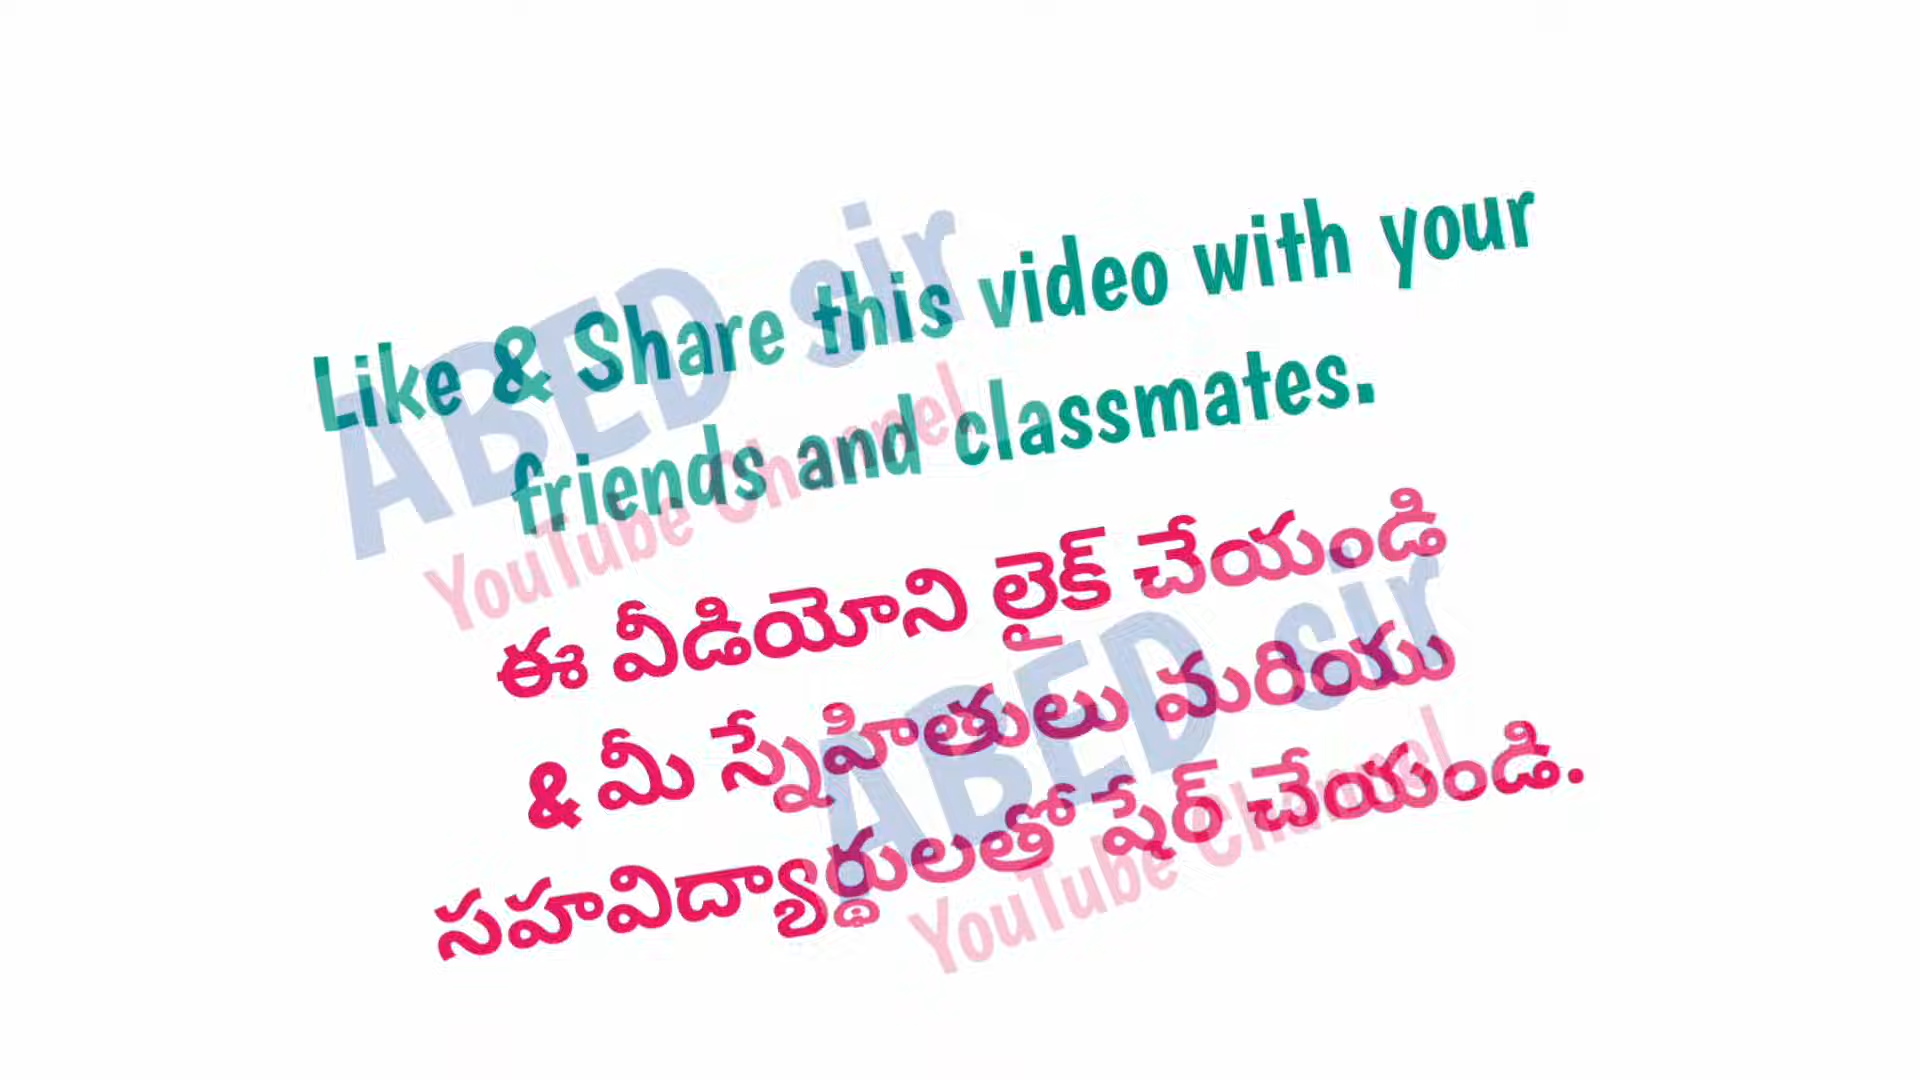 Like & Share this video with your
friends and classmates.
ఈ వీడియోని లైక్ చేయండి
& మీ స్నేహితులు మరియు
సహవిద్యార్థులతో షేర్ చేయండి.
ABED sir
YouTube Channel
ABED sir
YouTube Channel